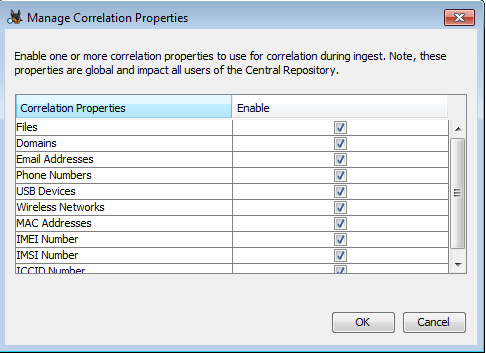 Manage Correlation Properties
Enable one or more correlation properties to use for correlation during ingest. Note, these
properties are global and impact all users of the Central Repository.
Correlation Properties Enable
Files
Domains
Email Addresses
Phone Numbers
USB Devices
Wireless Networks
MAC Addresses
IMEI Number
IMSI Number
ICCID Number
OK Cancel